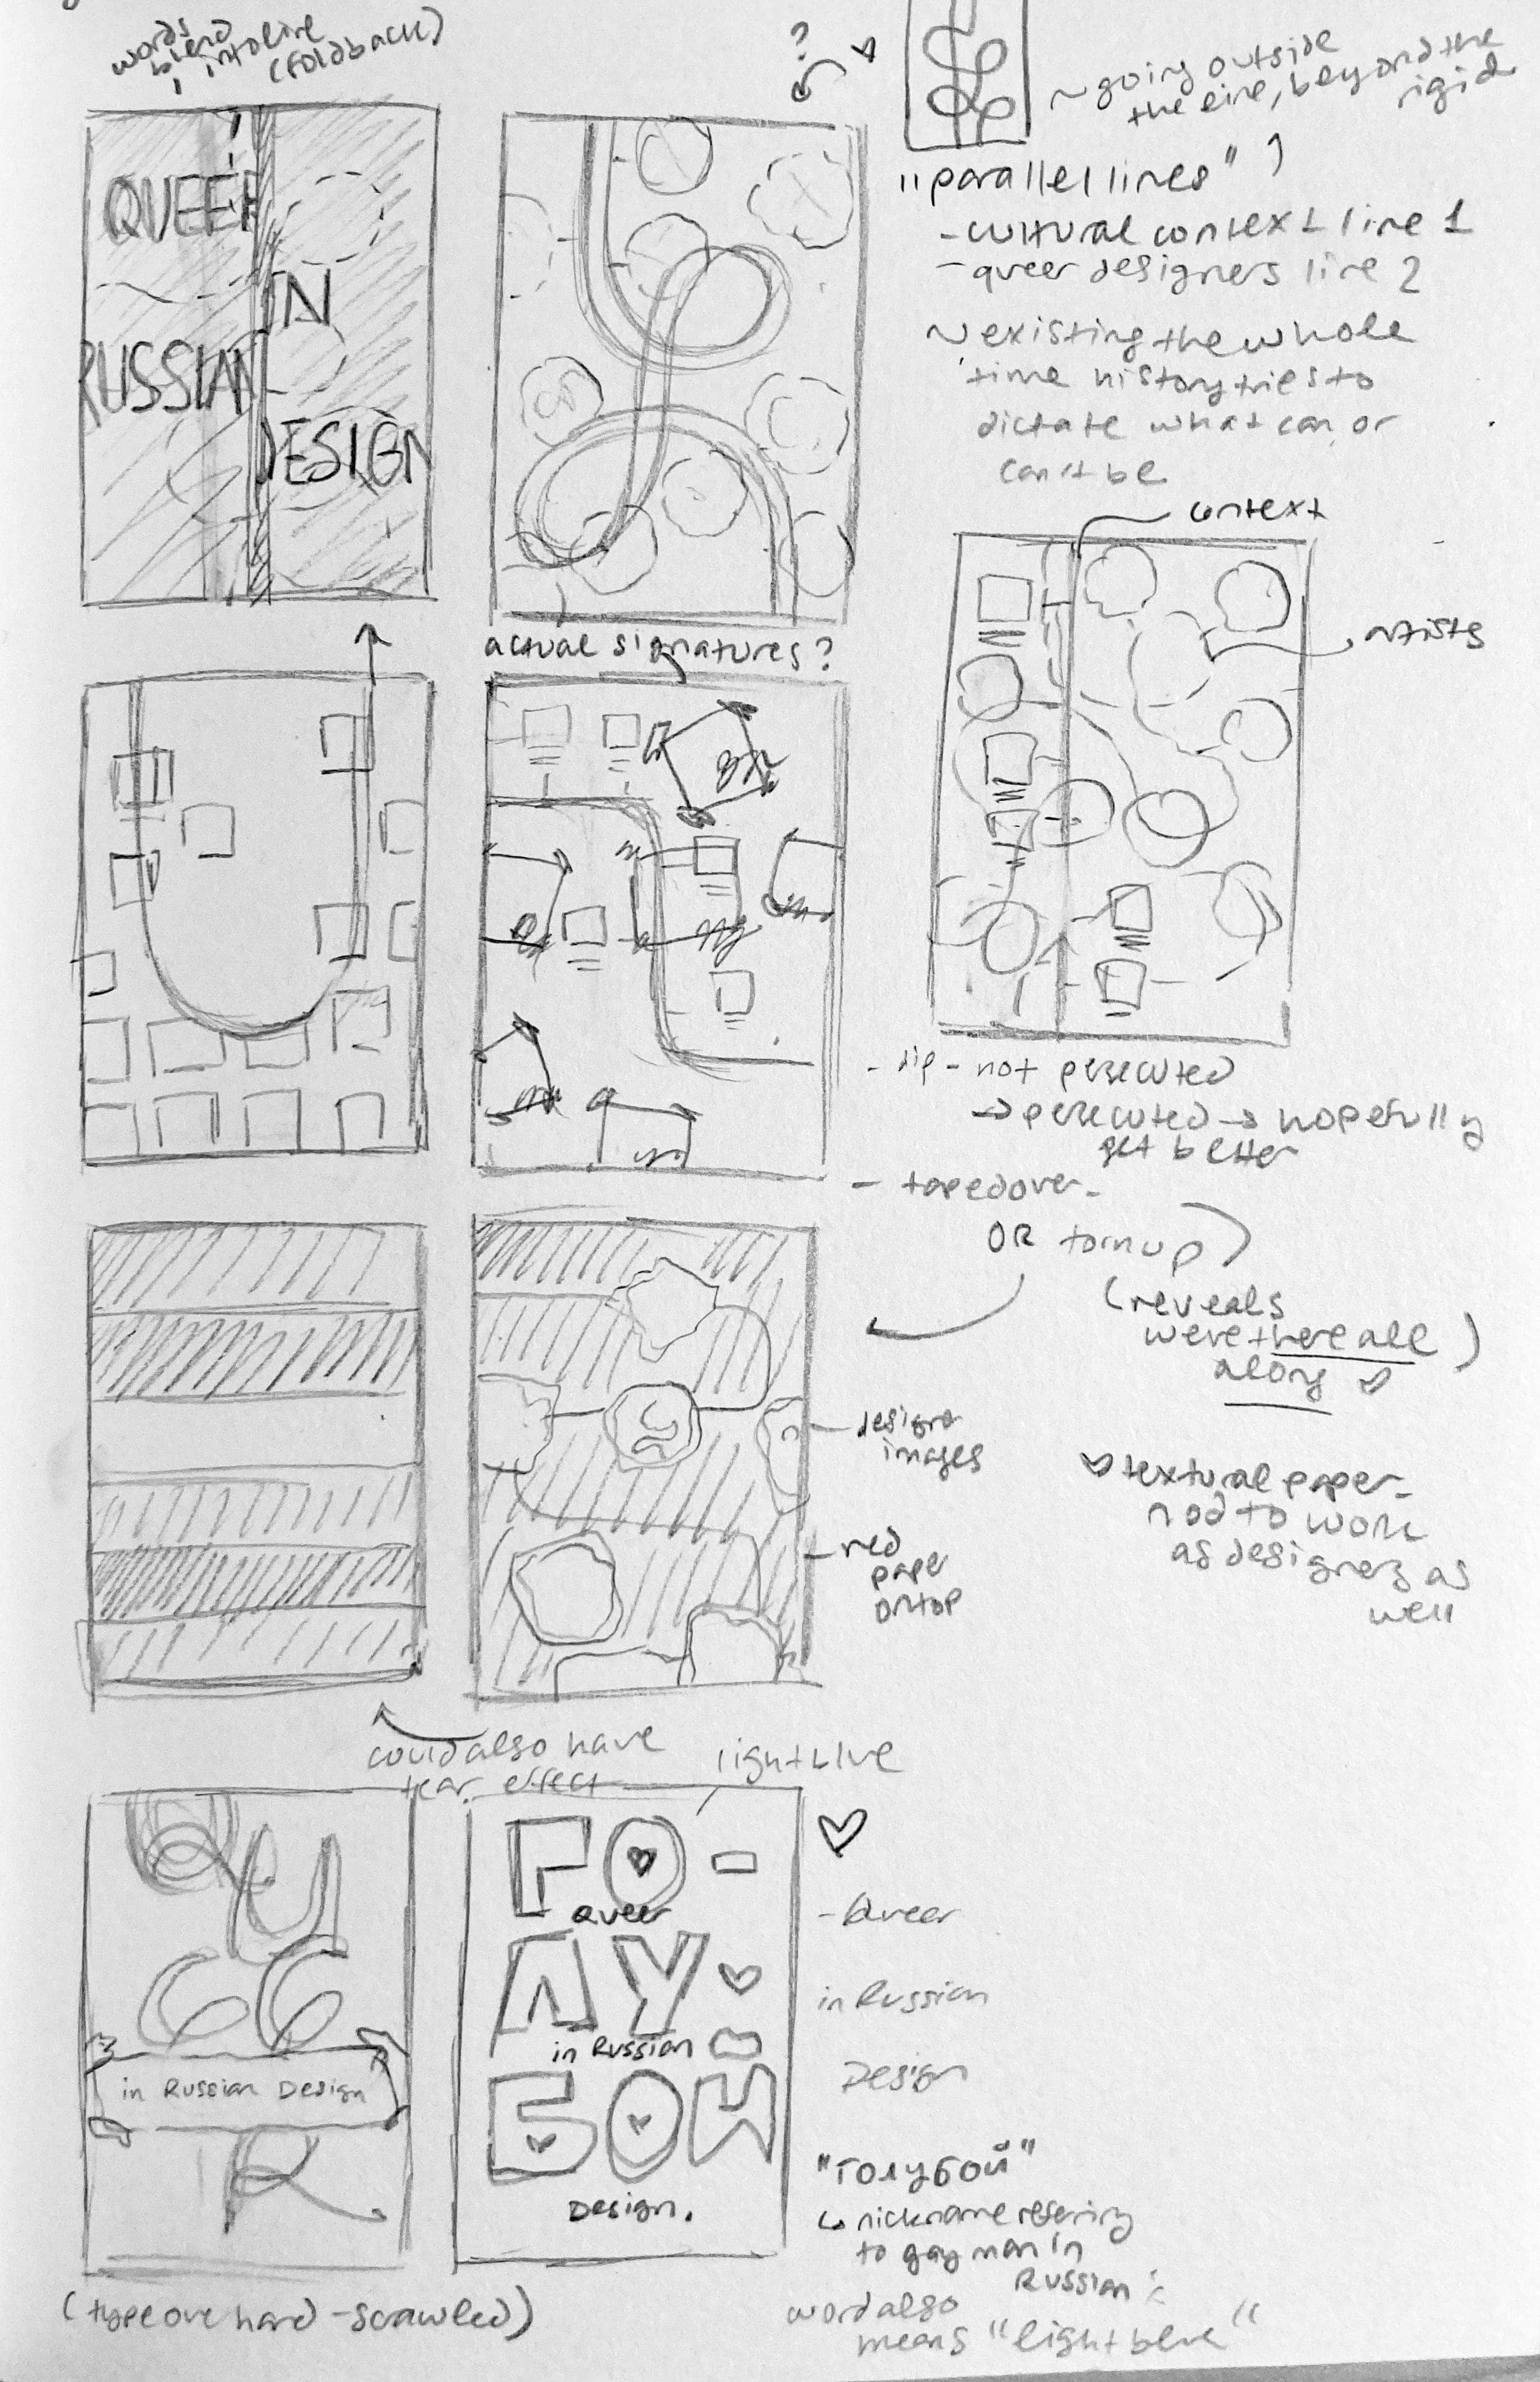 words
blend
into line
(foldback)
QUEER
IN
RUSSIAN
DESIGN
?
~going outside
the line, beyond the
rigid
"parallel lines"
- cultural context line 1
- queer designers line 2
~ existing the whole
time history tries to
dictate what can or
can't be
context
artists
actual signatures?
- dip - not persecuted
→ persecuted → hopefully
get better
- taped over -
OR torn up
(reveals
were there all
along ♡)
- design
images
- red
paper
on top
♡ textural paper -
nod to work
as designers as
well
could also have
tear effect
light blue
in Russian Design
(type over hand-scrawled)
ГО-
queer
ЛУ♡
in Russian
БОЙ
Design.
- Queer
in Russian
Design
"голубой"
↳ nickname referring
to gay man in
Russian
word also
means "light blue"